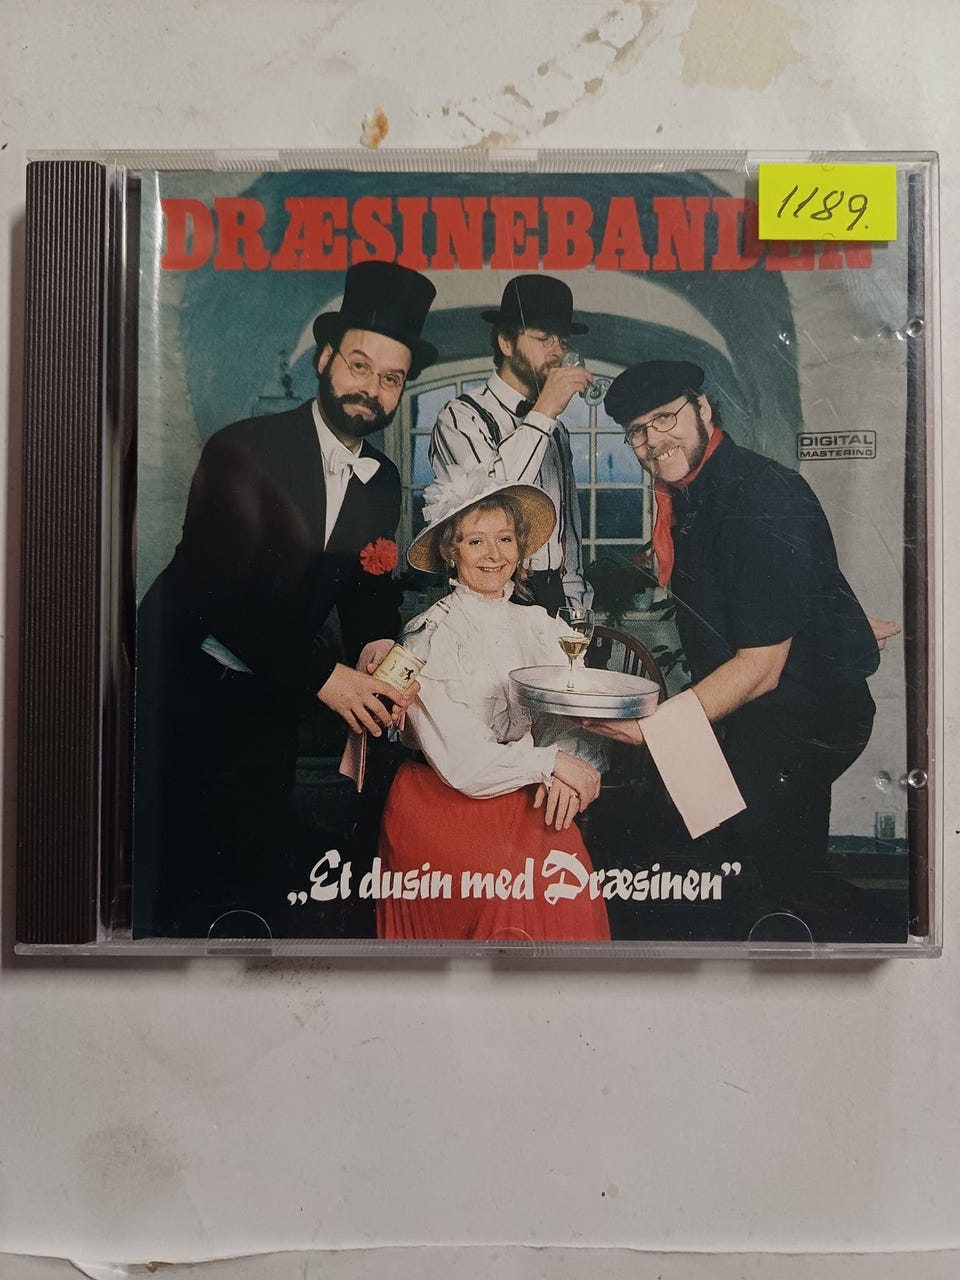 DRÆSINEBANDEN
1189.
DIGITAL
MASTERING
„Et dusin med Dræsinen”